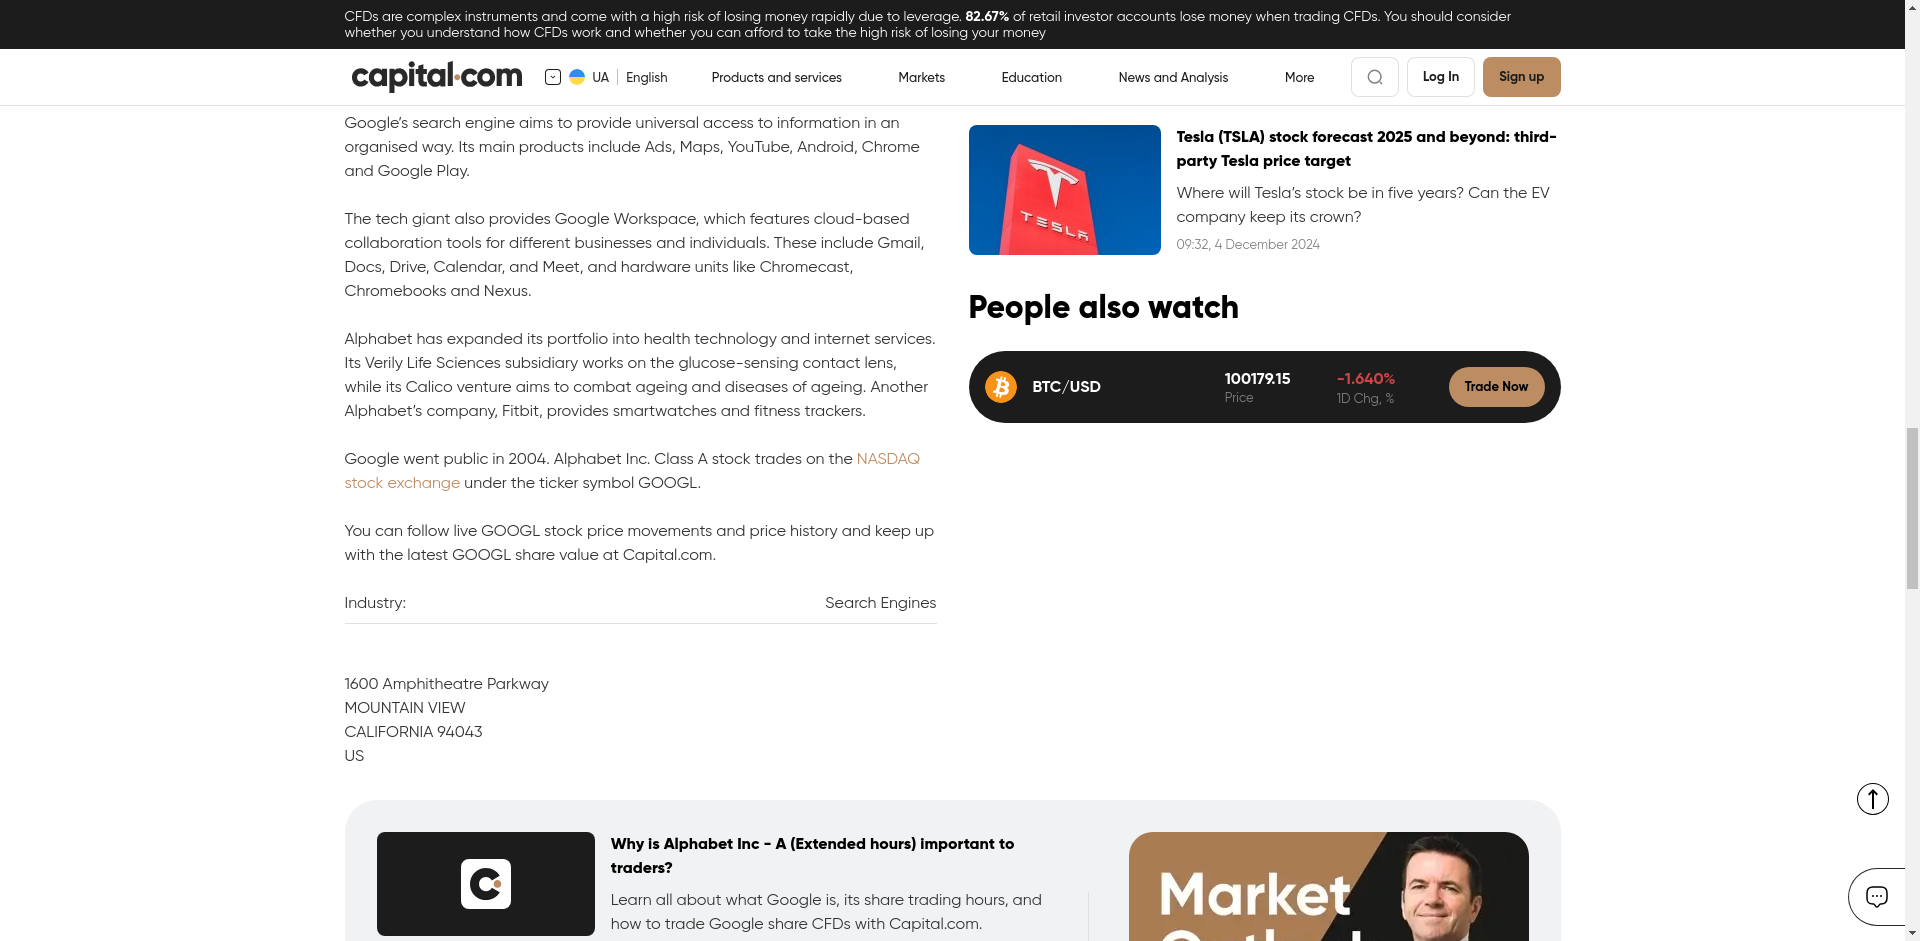 CFDs are complex instruments and come with a high risk of losing money rapidly due to leverage. 82.67% of retail investor accounts lose money when trading CFDs. You should consider
whether you understand how CFDs work and whether you can afford to take the high risk of losing your money
capital.com
UA English
Products and services
Markets
Education
News and Analysis
More
Log In
Sign up
Google’s search engine aims to provide universal access to information in an
organised way. Its main products include Ads, Maps, YouTube, Android, Chrome
and Google Play.
The tech giant also provides Google Workspace, which features cloud-based
collaboration tools for different businesses and individuals. These include Gmail,
Docs, Drive, Calendar, and Meet, and hardware units like Chromecast,
Chromebooks and Nexus.
Alphabet has expanded its portfolio into health technology and internet services.
Its Verily Life Sciences subsidiary works on the glucose-sensing contact lens,
while its Calico venture aims to combat ageing and diseases of ageing. Another
Alphabet’s company, Fitbit, provides smartwatches and fitness trackers.
Google went public in 2004. Alphabet Inc. Class A stock trades on the NASDAQ
stock exchange under the ticker symbol GOOGL.
You can follow live GOOGL stock price movements and price history and keep up
with the latest GOOGL share value at Capital.com.
Industry: Search Engines
1600 Amphitheatre Parkway
MOUNTAIN VIEW
CALIFORNIA 94043
US
TESLA
Tesla (TSLA) stock forecast 2025 and beyond: third-
party Tesla price target
Where will Tesla’s stock be in five years? Can the EV
company keep its crown?
09:32, 4 December 2024
People also watch
BTC/USD
100179.15
Price
-1.640%
1D Chg, %
Trade Now
Why is Alphabet Inc - A (Extended hours) important to
traders?
Learn all about what Google is, its share trading hours, and
how to trade Google share CFDs with Capital.com.
Market